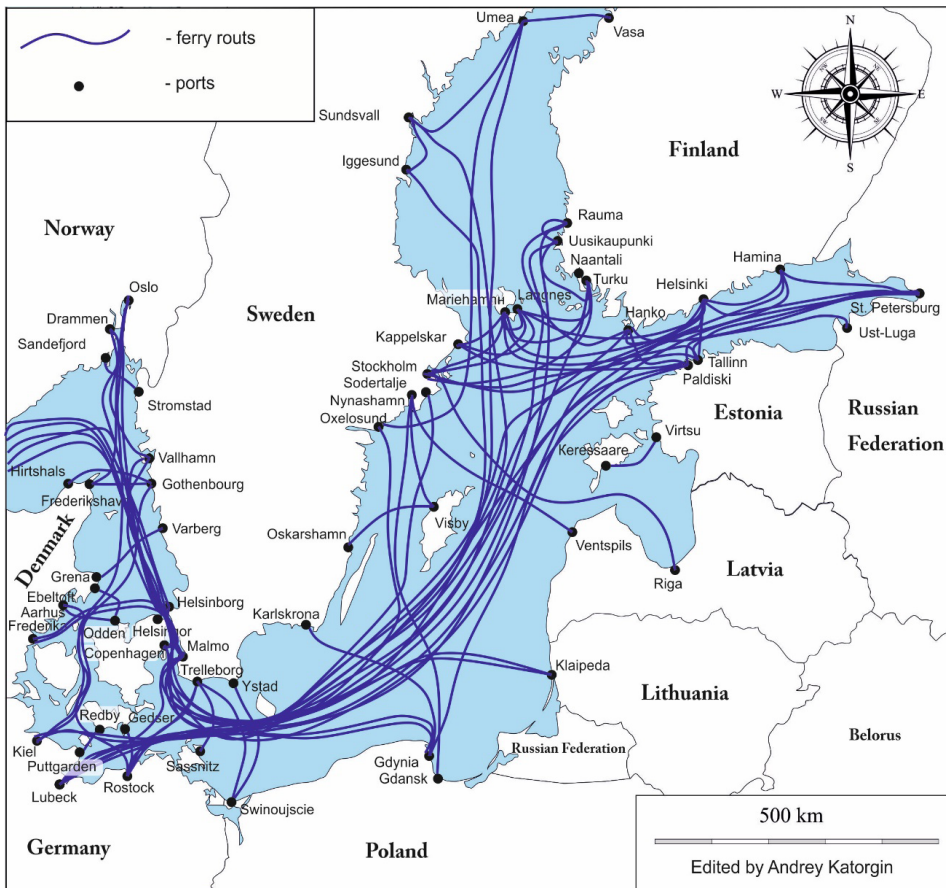 - ferry routs
- ports
Umea
Vasa
N
W
E
S
Sundsvall
Iggesund
Finland
Norway
Rauma
Uusikaupunki
Naantali
Turku
Hamina
Helsinki
St. Petersburg
Oslo
Drammen
Sandefjord
Sweden
Mariehamn
Langnes
Hanko
Kappelskar
Ust-Luga
Stockholm
Sodertalje
Nynashamn
Oxelosund
Tallinn
Paldiski
Stromstad
Estonia
Russian
Federation
Virtsu
Keressaare
Vallhamn
Hirtshals
Gothenbourg
Frederikshav
Visby
Varberg
Oskarshamn
Ventspils
Denmark
Latvia
Riga
Grena
Ebeltoft
Aarhus
Fredenka
Odden
Helsinborg
Helsingor
Karlskrona
Copenhagen
Malmo
Trelleborg
Ystad
Klaipeda
Lithuania
Redby
Gedser
Kiel
Puttgarden
Lubeck
Rostock
Sassnitz
Gdynia
Gdansk
Russian Federation
Belorus
Swinoujscie
Germany
Poland
500 km
Edited by Andrey Katorgin